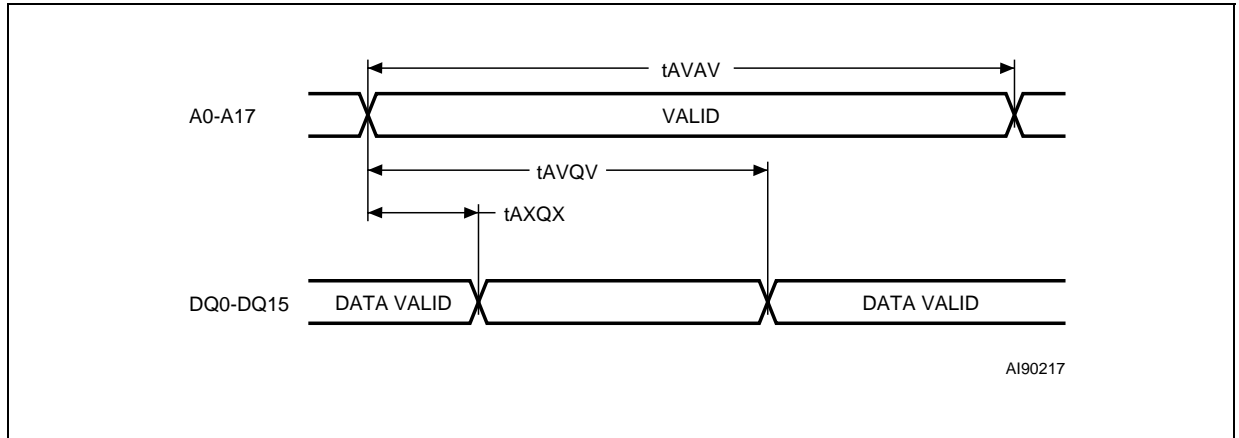 tAVAV
A0-A17
VALID
tAVQV
tAXQX
DQ0-DQ15
DATA VALID
DATA VALID
AI90217